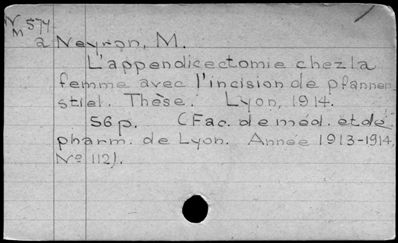 W 574
M
a Neyron, M.
L'appendicectomie chez la
femme avec l'incision de pfannen-
stiel. Thèse. Lyon, 1914.
56 p. (Fac. de méd. et de
pharm. de Lyon. Année 1913-1914,
Nº 112).